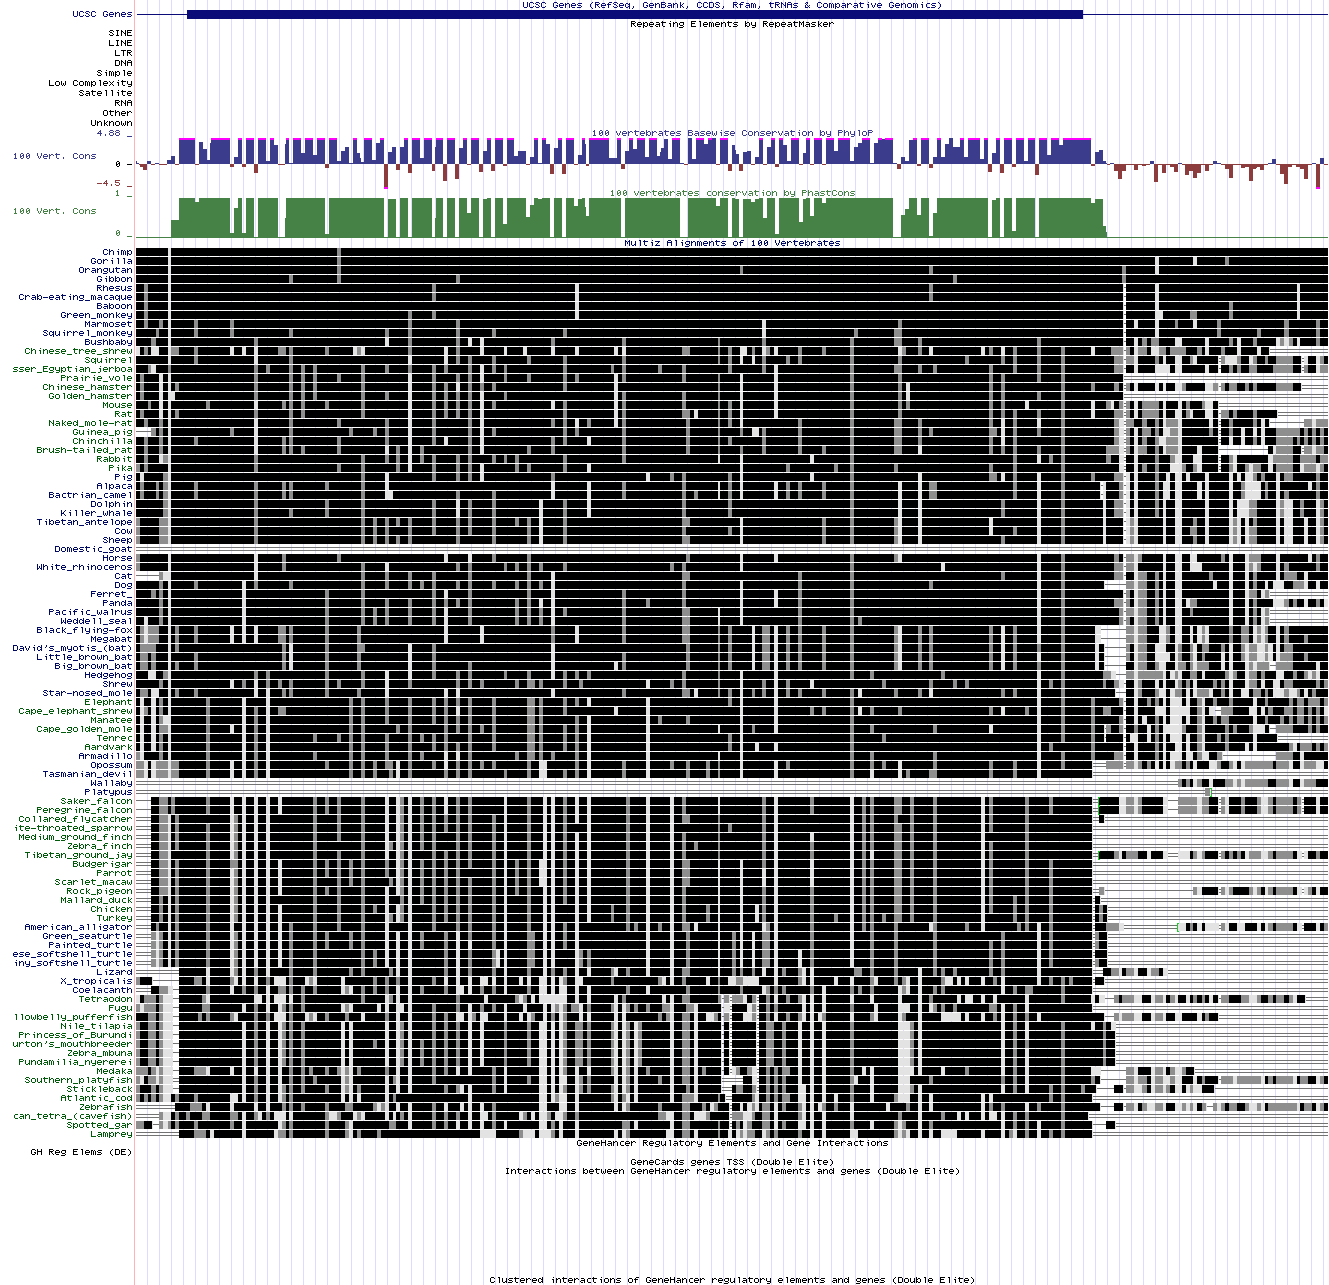 UCSC Genes (RefSeq, GenBank, CCDS, Rfam, tRNAs & Comparative Genomics)
UCSC Genes
Repeating Elements by RepeatMasker
SINE
LINE
LTR
DNA
Simple
Low Complexity
Satellite
RNA
Other
Unknown
100 vertebrates Basewise Conservation by PhyloP
4.88 _
100 Vert. Cons
0 _
-4.5 _
100 vertebrates conservation by PhastCons
1 _
100 Vert. Cons
0 _
Multiz Alignments of 100 Vertebrates
Chimp
Gorilla
Orangutan
Gibbon
Rhesus
Crab-eating_macaque
Baboon
Green_monkey
Marmoset
Squirrel_monkey
Bushbaby
Chinese_tree_shrew
Squirrel
sser_Egyptian_jerboa
Prairie_vole
Chinese_hamster
Golden_hamster
Mouse
Rat
Naked_mole-rat
Guinea_pig
Chinchilla
Brush-tailed_rat
Rabbit
Pika
Pig
Alpaca
Bactrian_camel
Dolphin
Killer_whale
Tibetan_antelope
Cow
Sheep
Domestic_goat
Horse
White_rhinoceros
Cat
Dog
Ferret_
Panda
Pacific_walrus
Weddell_seal
Black_flying-fox
Megabat
David's_myotis_(bat)
Little_brown_bat
Big_brown_bat
Hedgehog
Shrew
Star-nosed_mole
Elephant
Cape_elephant_shrew
Manatee
Cape_golden_mole
Tenrec
Aardvark
Armadillo
Opossum
Tasmanian_devil
Wallaby
Platypus
Saker_falcon
Peregrine_falcon
Collared_flycatcher
ite-throated_sparrow
Medium_ground_finch
Zebra_finch
Tibetan_ground_jay
Budgerigar
Parrot
Scarlet_macaw
Rock_pigeon
Mallard_duck
Chicken
Turkey
American_alligator
Green_seaturtle
Painted_turtle
ese_softshell_turtle
iny_softshell_turtle
Lizard
X_tropicalis
Coelacanth
Tetraodon
Fugu
llowbelly_pufferfish
Nile_tilapia
Princess_of_Burundi
urton's_mouthbreeder
Zebra_mbuna
Pundamilia_nyererei
Medaka
Southern_platyfish
Stickleback
Atlantic_cod
Zebrafish
can_tetra_(cavefish)
Spotted_gar
Lamprey
GeneHancer Regulatory Elements and Gene Interactions
GH Reg Elems (DE)
GeneCards genes TSS (Double Elite)
Interactions between GeneHancer regulatory elements and genes (Double Elite)
Clustered interactions of GeneHancer regulatory elements and genes (Double Elite)